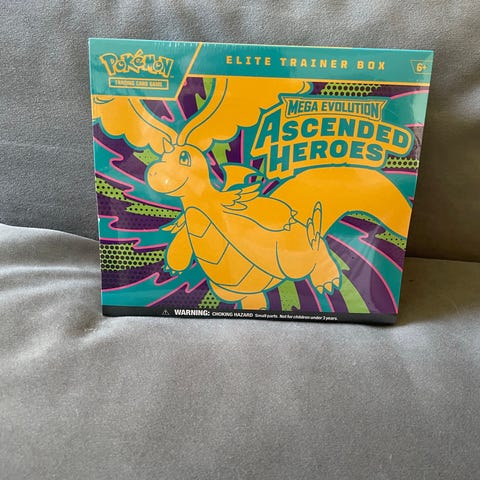 POKÉMON
TRADING CARD GAME
ELITE TRAINER BOX
6+
MEGA EVOLUTION
ASCENDED
HEROES
WARNING: CHOKING HAZARD Small parts. Not for children under 3 years.